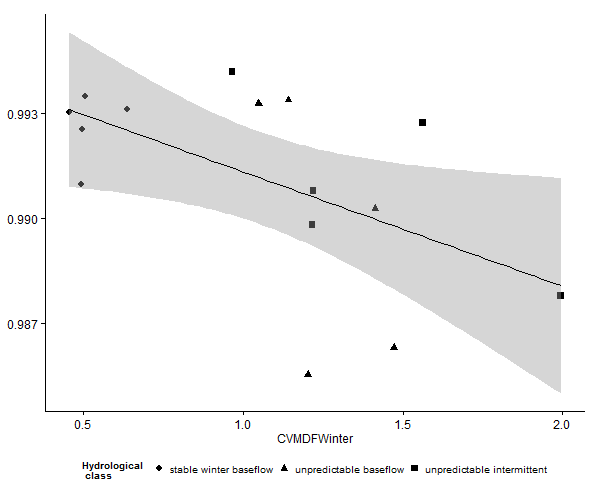 0.993
0.990
0.987
0.5 1.0 1.5 2.0
CVMDFWinter
Hydrological
class
stable winter baseflow unpredictable baseflow unpredictable intermittent